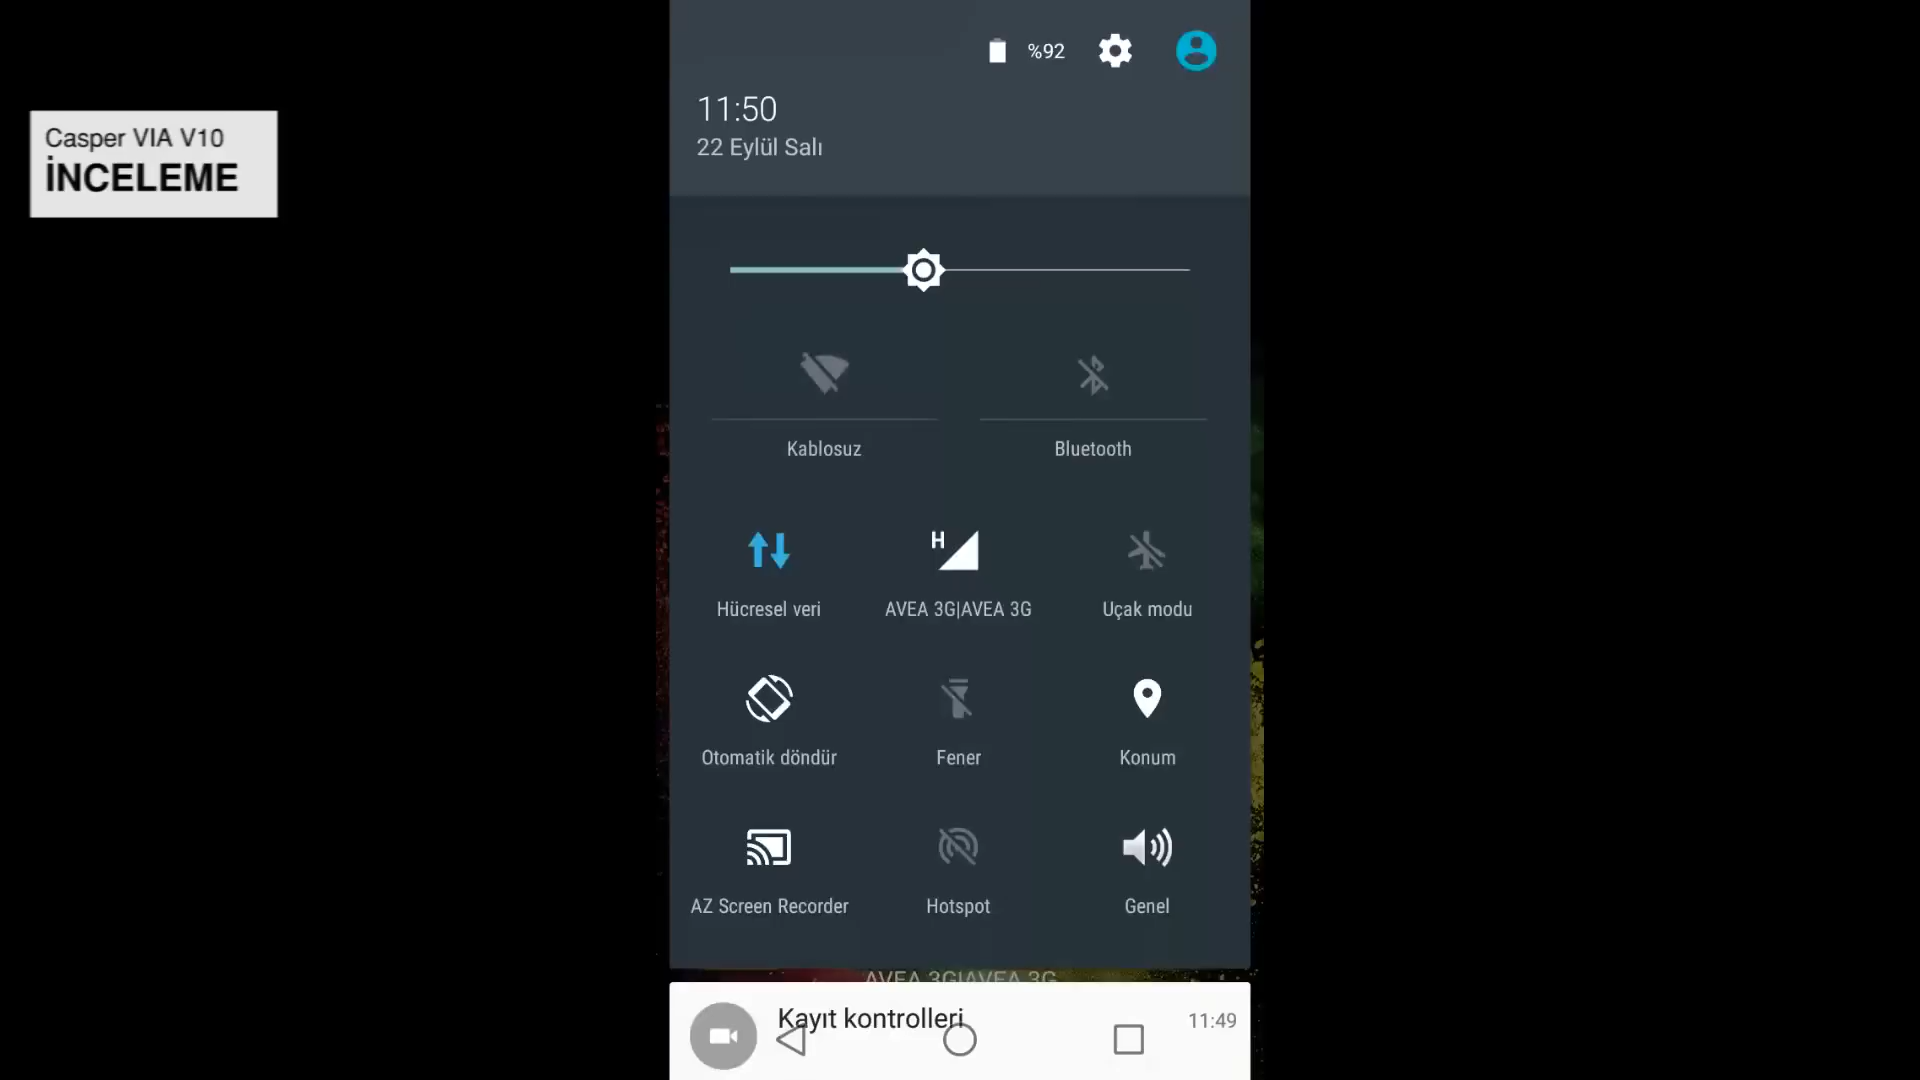 Casper VIA V10
İNCELEME
%92
11:50
22 Eylül Salı
Kablosuz
Bluetooth
H
Hücresel veri
AVEA 3G|AVEA 3G
Uçak modu
Otomatik döndür
Fener
Konum
AZ Screen Recorder
Hotspot
Genel
AVEA 3G|AVEA 3G
Kayıt kontrolleri
11:49